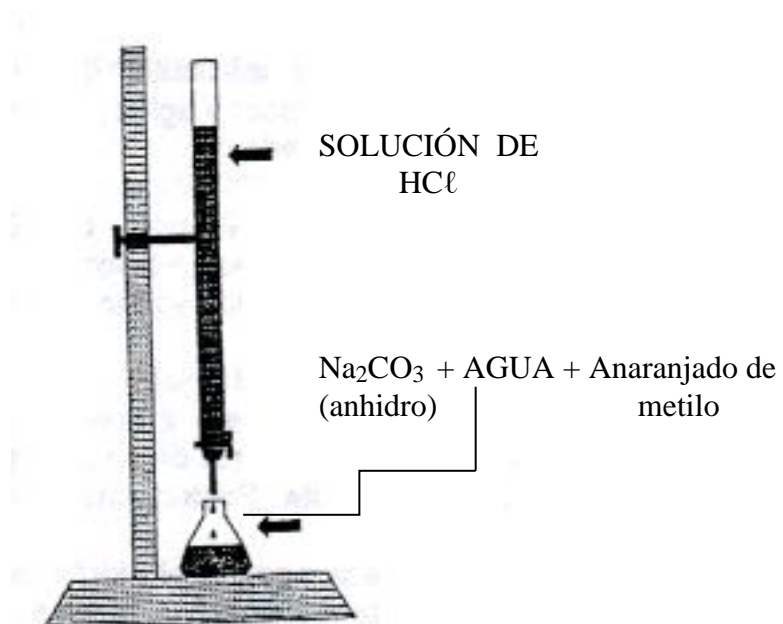 SOLUCIÓN DE
HCℓ
Na₂CO₃ + AGUA + Anaranjado de
(anhidro) metilo